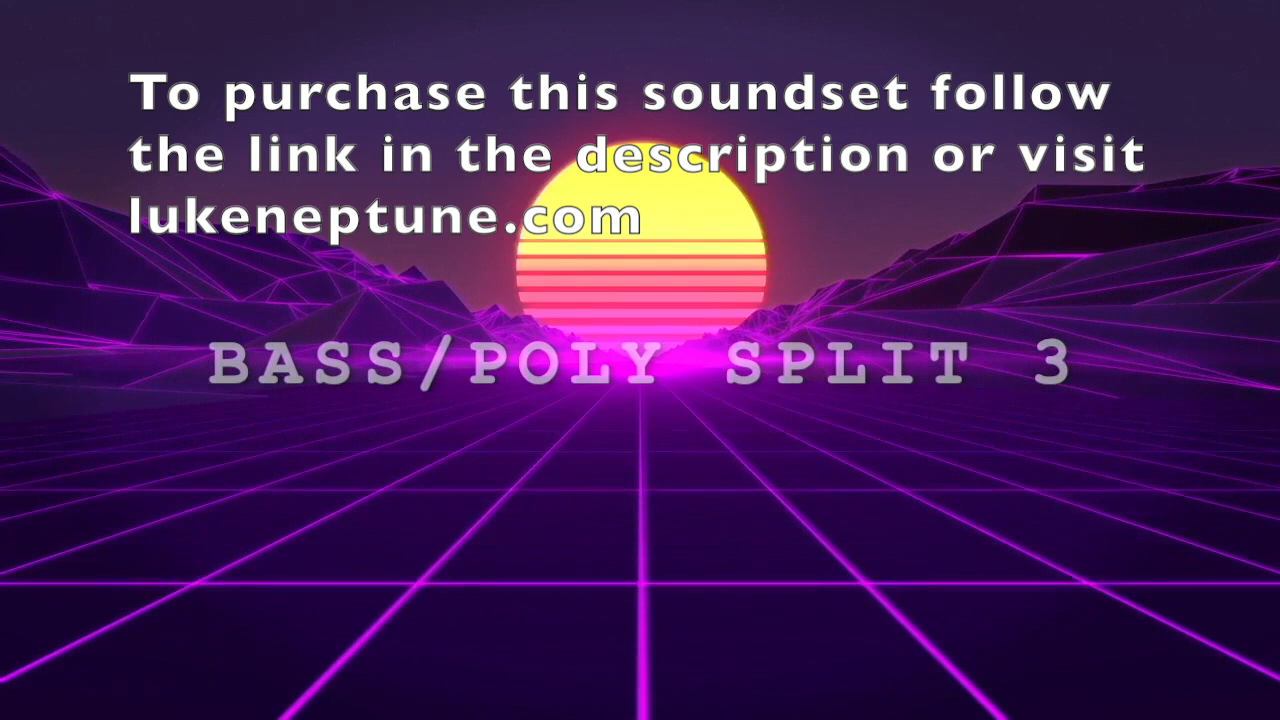 To purchase this soundset follow
the link in the description or visit
lukeneptune.com
BASS/POLY SPLIT 3